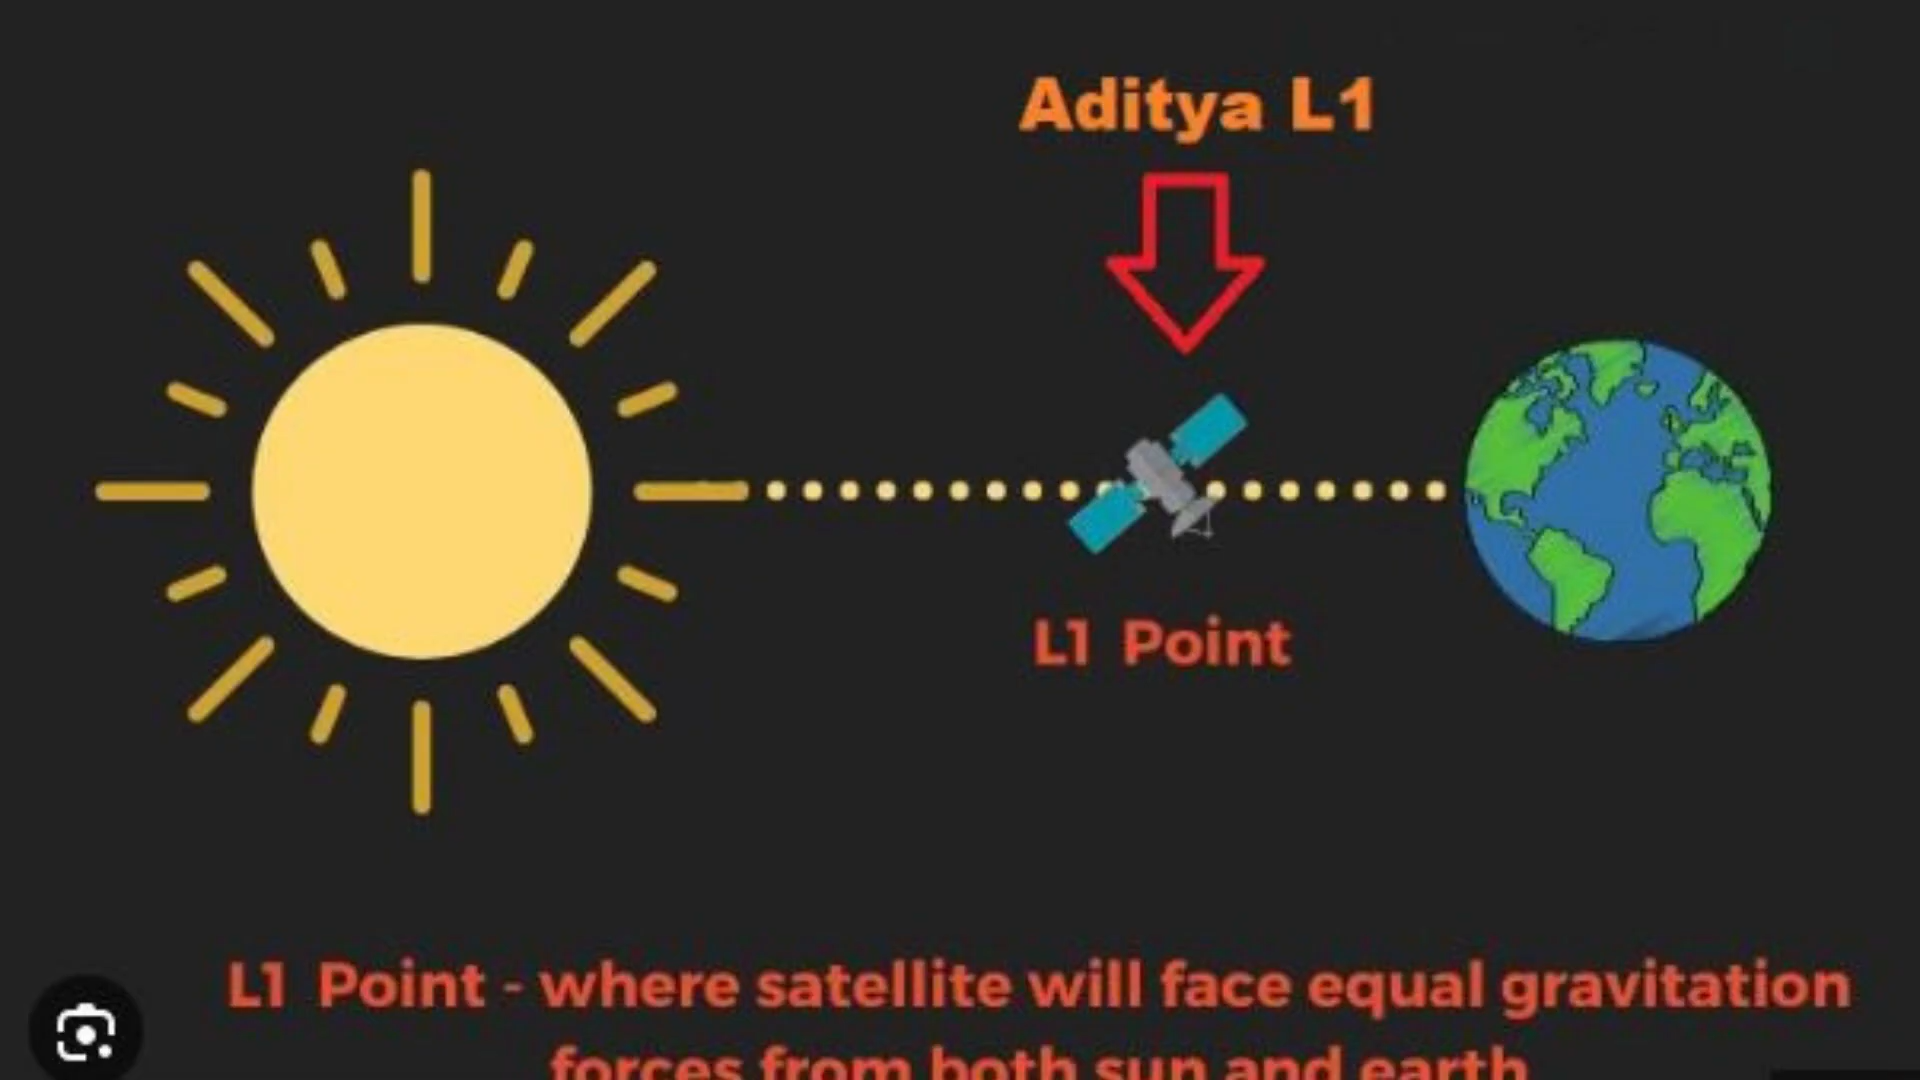 Aditya L1
L1 Point
L1 Point - where satellite will face equal gravitation
forces from both sun and earth